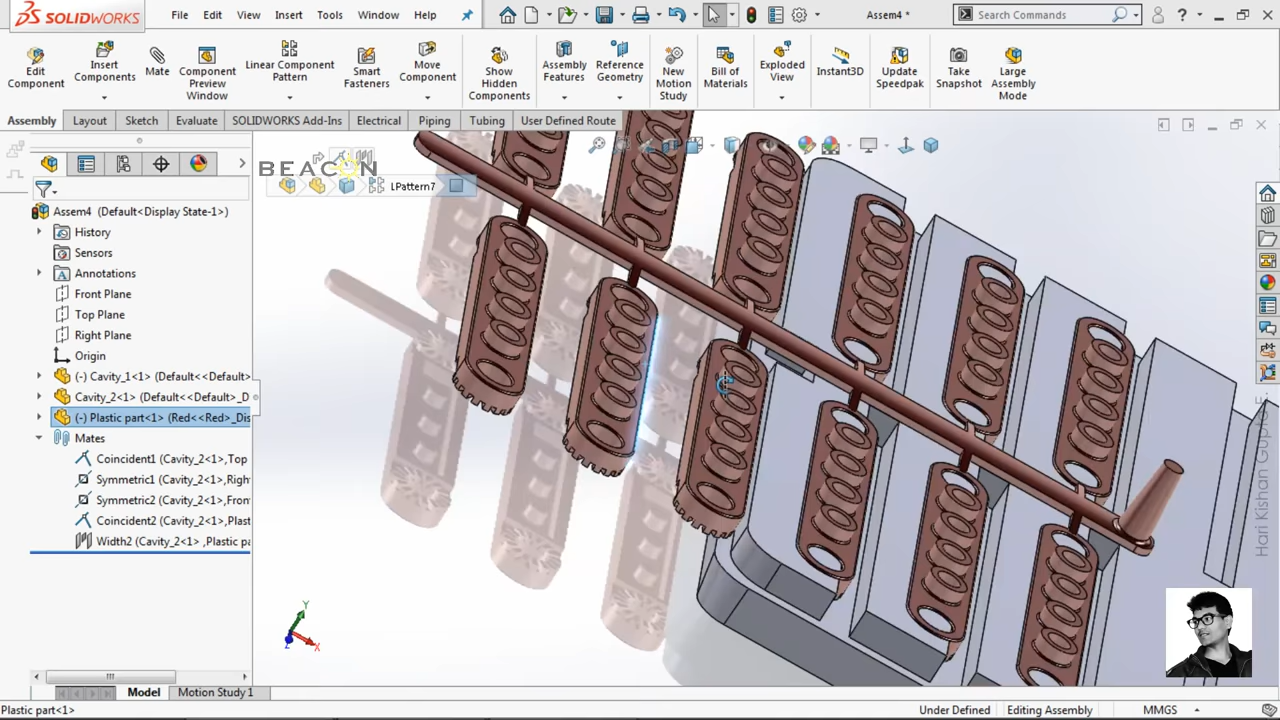 SOLIDWORKS
File Edit View Insert Tools Window Help
Assem4 *
Search Commands
?
Edit Component
Insert Components
Mate
Component Preview Window
Linear Component Pattern
Smart Fasteners
Move Component
Show Hidden Components
Assembly Features
Reference Geometry
New Motion Study
Bill of Materials
Exploded View
Instant3D
Update Speedpak
Take Snapshot
Large Assembly Mode
Assembly Layout Sketch Evaluate SOLIDWORKS Add-Ins Electrical Piping Tubing User Defined Route
BEACON
LPattern7
Assem4 (Default<Display State-1>)
History
Sensors
Annotations
Front Plane
Top Plane
Right Plane
Origin
(-) Cavity_1<1> (Default<<Default>
Cavity_2<1> (Default<<Default>_D
(-) Plastic part<1> (Red<<Red>_Dis
Mates
Coincident1 (Cavity_2<1>,Top
Symmetric1 (Cavity_2<1>,Righ
Symmetric2 (Cavity_2<1>,Fron
Coincident2 (Cavity_2<1>,Plast
Width2 (Cavity_2<1> ,Plastic pa
Y
X
Z
Hari Kishan Gupta E.
Model Motion Study 1
Plastic part<1>
Under Defined Editing Assembly MMGS